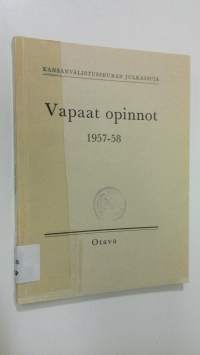 KANSANVALISTUSSEURAN JULKAISUJA
Vapaat opinnot
1957-58
Otava